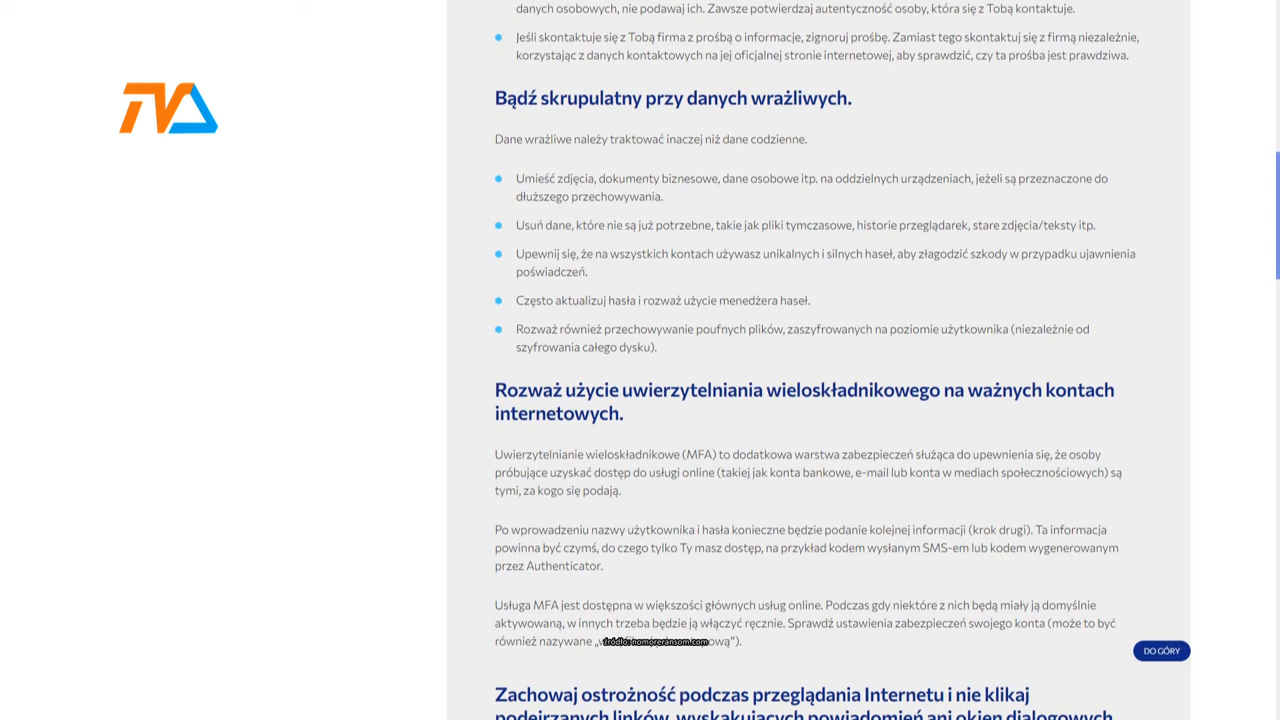 danych osobowych, nie podawaj ich. Zawsze potwierdzaj autentyczność osoby, która się z Tobą kontaktuje.
Jeśli skontaktuje się z Tobą firma z prośbą o informacje, zignoruj prośbę. Zamiast tego skontaktuj się z firmą niezależnie,
korzystając z danych kontaktowych na jej oficjalnej stronie internetowej, aby sprawdzić, czy ta prośba jest prawdziwa.
TVP
Bądź skrupulatny przy danych wrażliwych.
Dane wrażliwe należy traktować inaczej niż dane codzienne.
Umieść zdjęcia, dokumenty biznesowe, dane osobowe itp. na oddzielnych urządzeniach, jeżeli są przeznaczone do
dłuższego przechowywania.
Usuń dane, które nie są już potrzebne, takie jak pliki tymczasowe, historie przeglądarek, stare zdjęcia/teksty itp.
Upewnij się, że na wszystkich kontach używasz unikalnych i silnych haseł, aby złagodzić szkody w przypadku ujawnienia
poświadczeń.
Często aktualizuj hasła i rozważ użycie menedżera haseł.
Rozważ również przechowywanie poufnych plików, zaszyfrowanych na poziomie użytkownika (niezależnie od
szyfrowania całego dysku).
Rozważ użycie uwierzytelniania wieloskładnikowego na ważnych kontach
internetowych.
Uwierzytelnianie wieloskładnikowe (MFA) to dodatkowa warstwa zabezpieczeń służąca do upewnienia się, że osoby
próbujące uzyskać dostęp do usługi online (takiej jak konta bankowe, e-mail lub konta w mediach społecznościowych) są
tymi, za kogo się podają.
Po wprowadzeniu nazwy użytkownika i hasła konieczne będzie podanie kolejnej informacji (krok drugi). Ta informacja
powinna być czymś, do czego tylko Ty masz dostęp, na przykład kodem wysłanym SMS-em lub kodem wygenerowanym
przez Authenticator.
Usługa MFA jest dostępna w większości głównych usług online. Podczas gdy niektóre z nich będą miały ją domyślnie
aktywowaną, w innych trzeba będzie ją włączyć ręcznie. Sprawdź ustawienia zabezpieczeń swojego konta (może to być
również nazywane
źródło: nomoreransom.com
DO GÓRY
Zachowaj ostrożność podczas przeglądania Internetu i nie klikaj
podejrzanych linków, wyskakujących powiadomień ani okien dialogowych